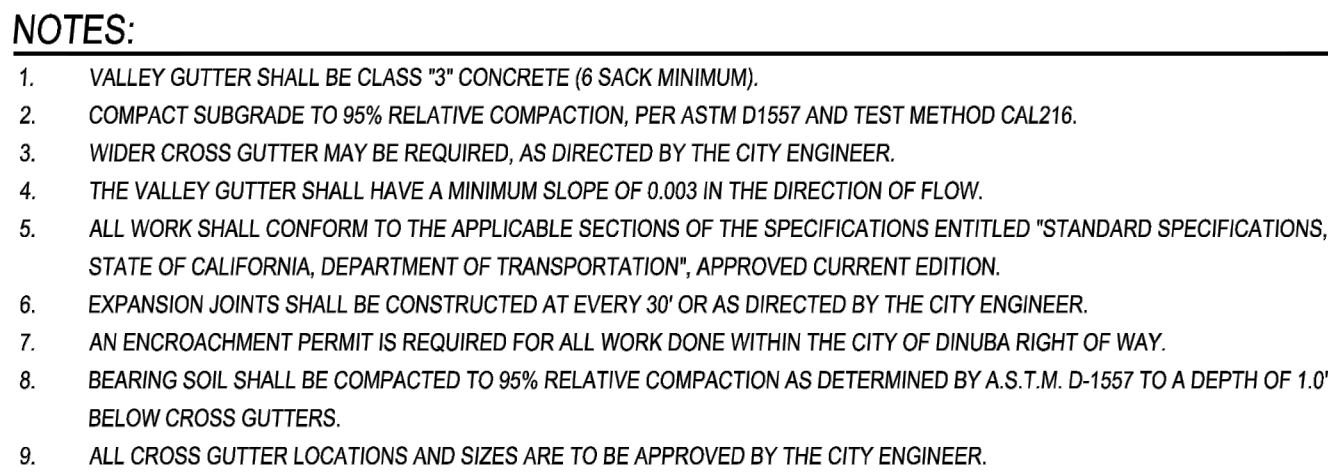 NOTES:
1. VALLEY GUTTER SHALL BE CLASS "3" CONCRETE (6 SACK MINIMUM).
2. COMPACT SUBGRADE TO 95% RELATIVE COMPACTION, PER ASTM D1557 AND TEST METHOD CAL216.
3. WIDER CROSS GUTTER MAY BE REQUIRED, AS DIRECTED BY THE CITY ENGINEER.
4. THE VALLEY GUTTER SHALL HAVE A MINIMUM SLOPE OF 0.003 IN THE DIRECTION OF FLOW.
5. ALL WORK SHALL CONFORM TO THE APPLICABLE SECTIONS OF THE SPECIFICATIONS ENTITLED "STANDARD SPECIFICATIONS,
STATE OF CALIFORNIA, DEPARTMENT OF TRANSPORTATION", APPROVED CURRENT EDITION.
6. EXPANSION JOINTS SHALL BE CONSTRUCTED AT EVERY 30' OR AS DIRECTED BY THE CITY ENGINEER.
7. AN ENCROACHMENT PERMIT IS REQUIRED FOR ALL WORK DONE WITHIN THE CITY OF DINUBA RIGHT OF WAY.
8. BEARING SOIL SHALL BE COMPACTED TO 95% RELATIVE COMPACTION AS DETERMINED BY A.S.T.M. D-1557 TO A DEPTH OF 1.0'
BELOW CROSS GUTTERS.
9. ALL CROSS GUTTER LOCATIONS AND SIZES ARE TO BE APPROVED BY THE CITY ENGINEER.